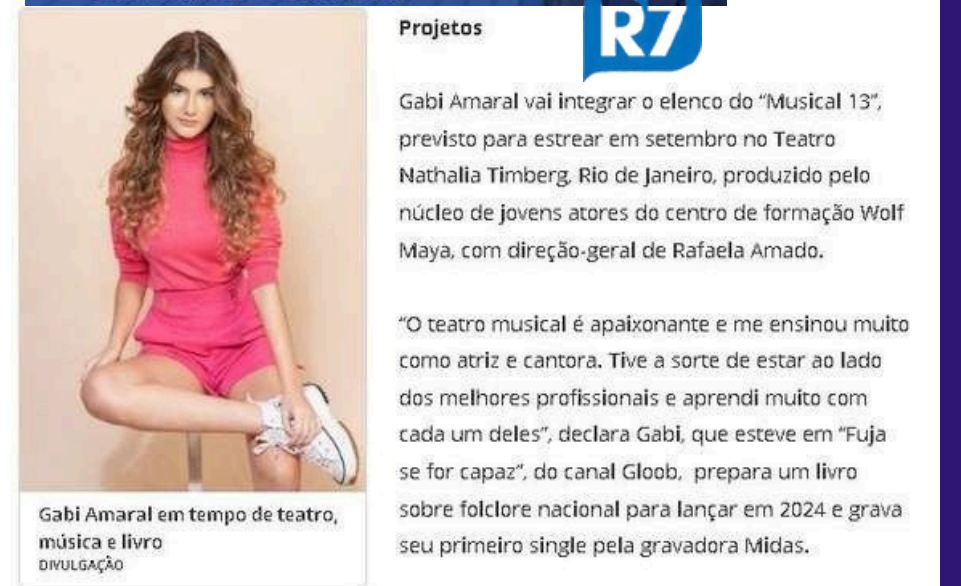 R7
Projetos
Gabi Amaral vai integrar o elenco do “Musical 13”,
previsto para estrear em setembro no Teatro
Nathalia Timberg, Rio de Janeiro, produzido pelo
núcleo de jovens atores do centro de formação Wolf
Maya, com direção-geral de Rafaela Amado.
“O teatro musical é apaixonante e me ensinou muito
como atriz e cantora. Tive a sorte de estar ao lado
dos melhores profissionais e aprendi muito com
cada um deles”, declara Gabi, que esteve em “Fuja
se for capaz”, do canal Gloob, prepara um livro
sobre folclore nacional para lançar em 2024 e grava
seu primeiro single pela gravadora Midas.
Gabi Amaral em tempo de teatro,
música e livro
DIVULGAÇÃO